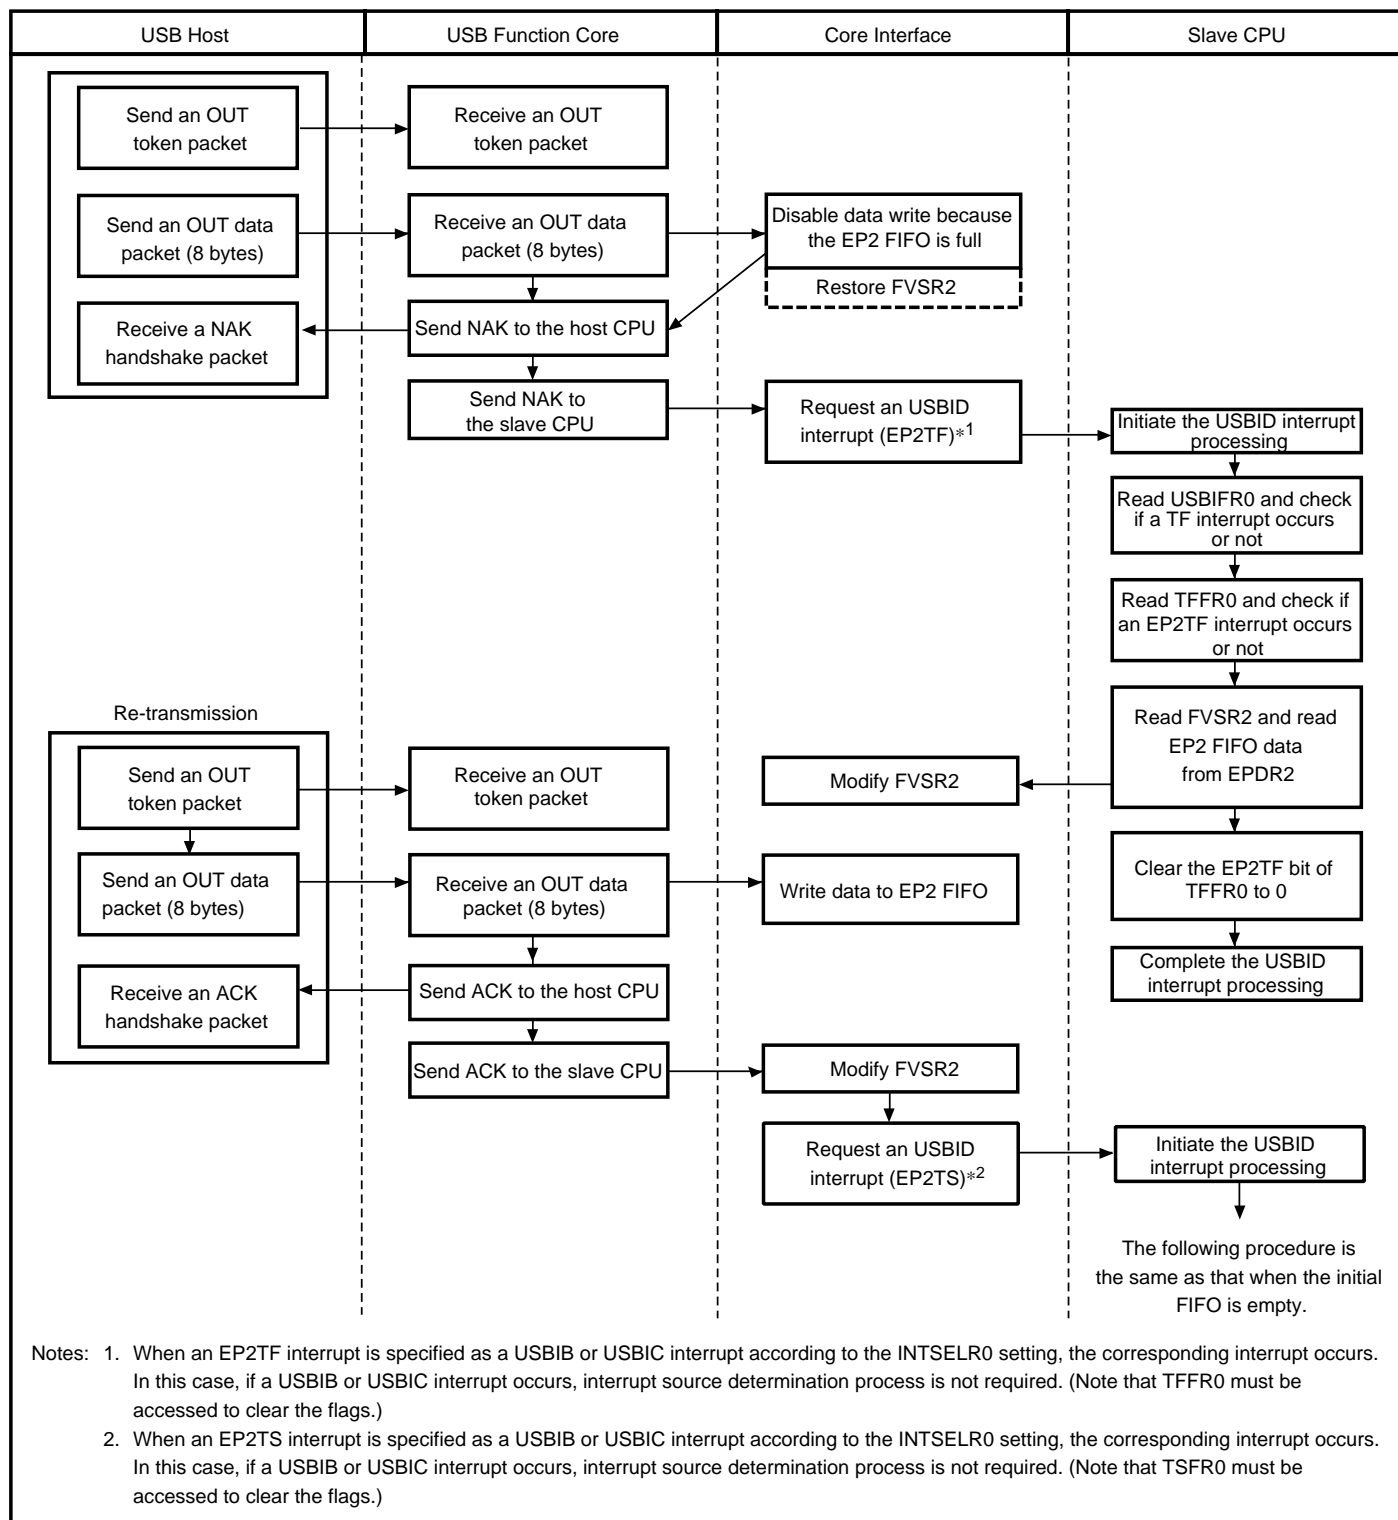 USB Host
USB Function Core
Core Interface
Slave CPU
Send an OUT
token packet
Receive an OUT
token packet
Send an OUT data
packet (8 bytes)
Receive an OUT data
packet (8 bytes)
Disable data write because
the EP2 FIFO is full
Restore FVSR2
Receive a NAK
handshake packet
Send NAK to the host CPU
Send NAK to
the slave CPU
Request an USBID
interrupt (EP2TF)*1
Initiate the USBID interrupt
processing
Read USBIFR0 and check
if a TF interrupt occurs
or not
Read TFFR0 and check if
an EP2TF interrupt occurs
or not
Read FVSR2 and read
EP2 FIFO data
from EPDR2
Re-transmission
Send an OUT
token packet
Receive an OUT
token packet
Modify FVSR2
Send an OUT data
packet (8 bytes)
Receive an OUT data
packet (8 bytes)
Write data to EP2 FIFO
Clear the EP2TF bit of
TFFR0 to 0
Complete the USBID
interrupt processing
Receive an ACK
handshake packet
Send ACK to the host CPU
Send ACK to the slave CPU
Modify FVSR2
Request an USBID
interrupt (EP2TS)*2
Initiate the USBID
interrupt processing
The following procedure is
the same as that when the initial
FIFO is empty.
Notes: 1. When an EP2TF interrupt is specified as a USBIB or USBIC interrupt according to the INTSELR0 setting, the corresponding interrupt occurs.
In this case, if a USBIB or USBIC interrupt occurs, interrupt source determination process is not required. (Note that TFFR0 must be
accessed to clear the flags.)
2. When an EP2TS interrupt is specified as a USBIB or USBIC interrupt according to the INTSELR0 setting, the corresponding interrupt occurs.
In this case, if a USBIB or USBIC interrupt occurs, interrupt source determination process is not required. (Note that TSFR0 must be
accessed to clear the flags.)